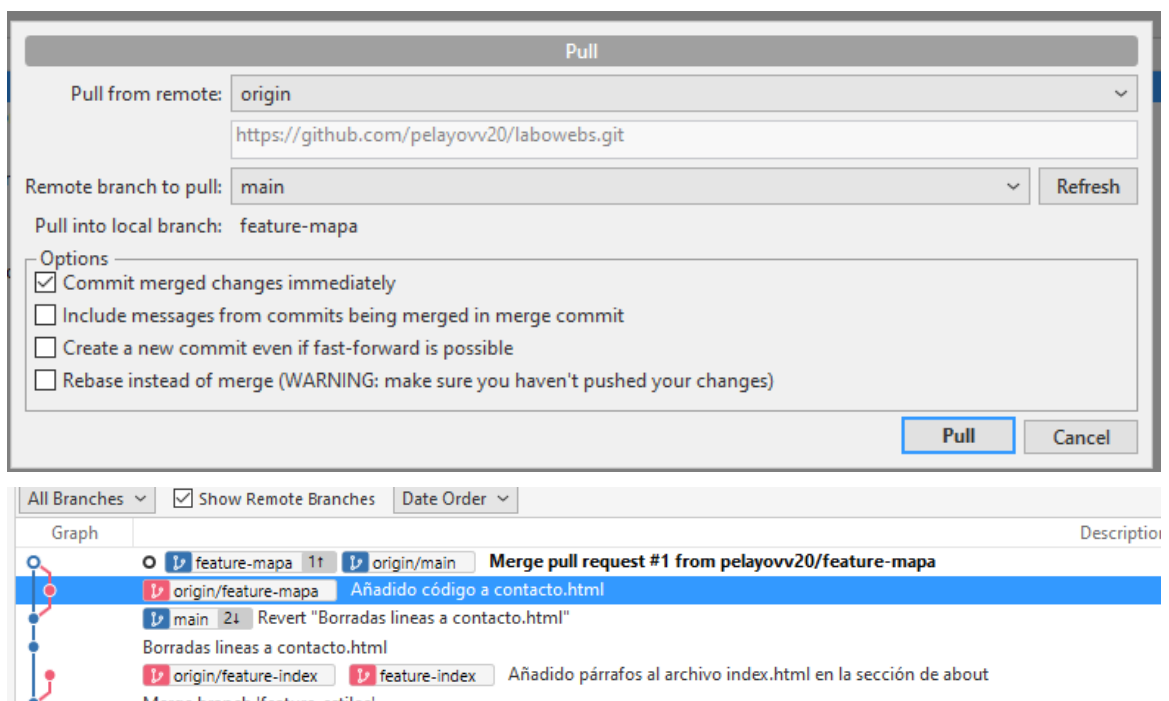 Pull
Pull from remote: origin
https://github.com/pelayovv20/labowebs.git
Remote branch to pull: main Refresh
Pull into local branch: feature-mapa
Options
Commit merged changes immediately
Include messages from commits being merged in merge commit
Create a new commit even if fast-forward is possible
Rebase instead of merge (WARNING: make sure you haven't pushed your changes)
Pull Cancel
All Branches Show Remote Branches Date Order
Graph Description
feature-mapa 1↑ origin/main Merge pull request #1 from pelayovv20/feature-mapa
origin/feature-mapa Añadido código a contacto.html
main 2↓ Revert "Borradas lineas a contacto.html"
Borradas lineas a contacto.html
origin/feature-index feature-index Añadido párrafos al archivo index.html en la sección de about